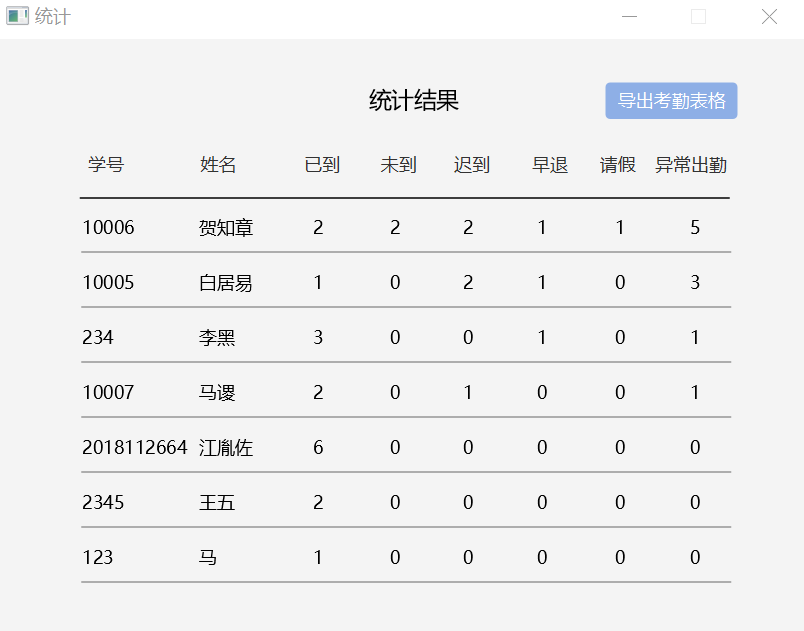 统计
统计结果 导出考勤表格
学号 姓名 已到 未到 迟到 早退 请假 异常出勤
10006 贺知章 2 2 2 1 1 5
10005 白居易 1 0 2 1 0 3
234 李黑 3 0 0 1 0 1
10007 马谡 2 0 1 0 0 1
2018112664 江胤佐 6 0 0 0 0 0
2345 王五 2 0 0 0 0 0
123 马 1 0 0 0 0 0